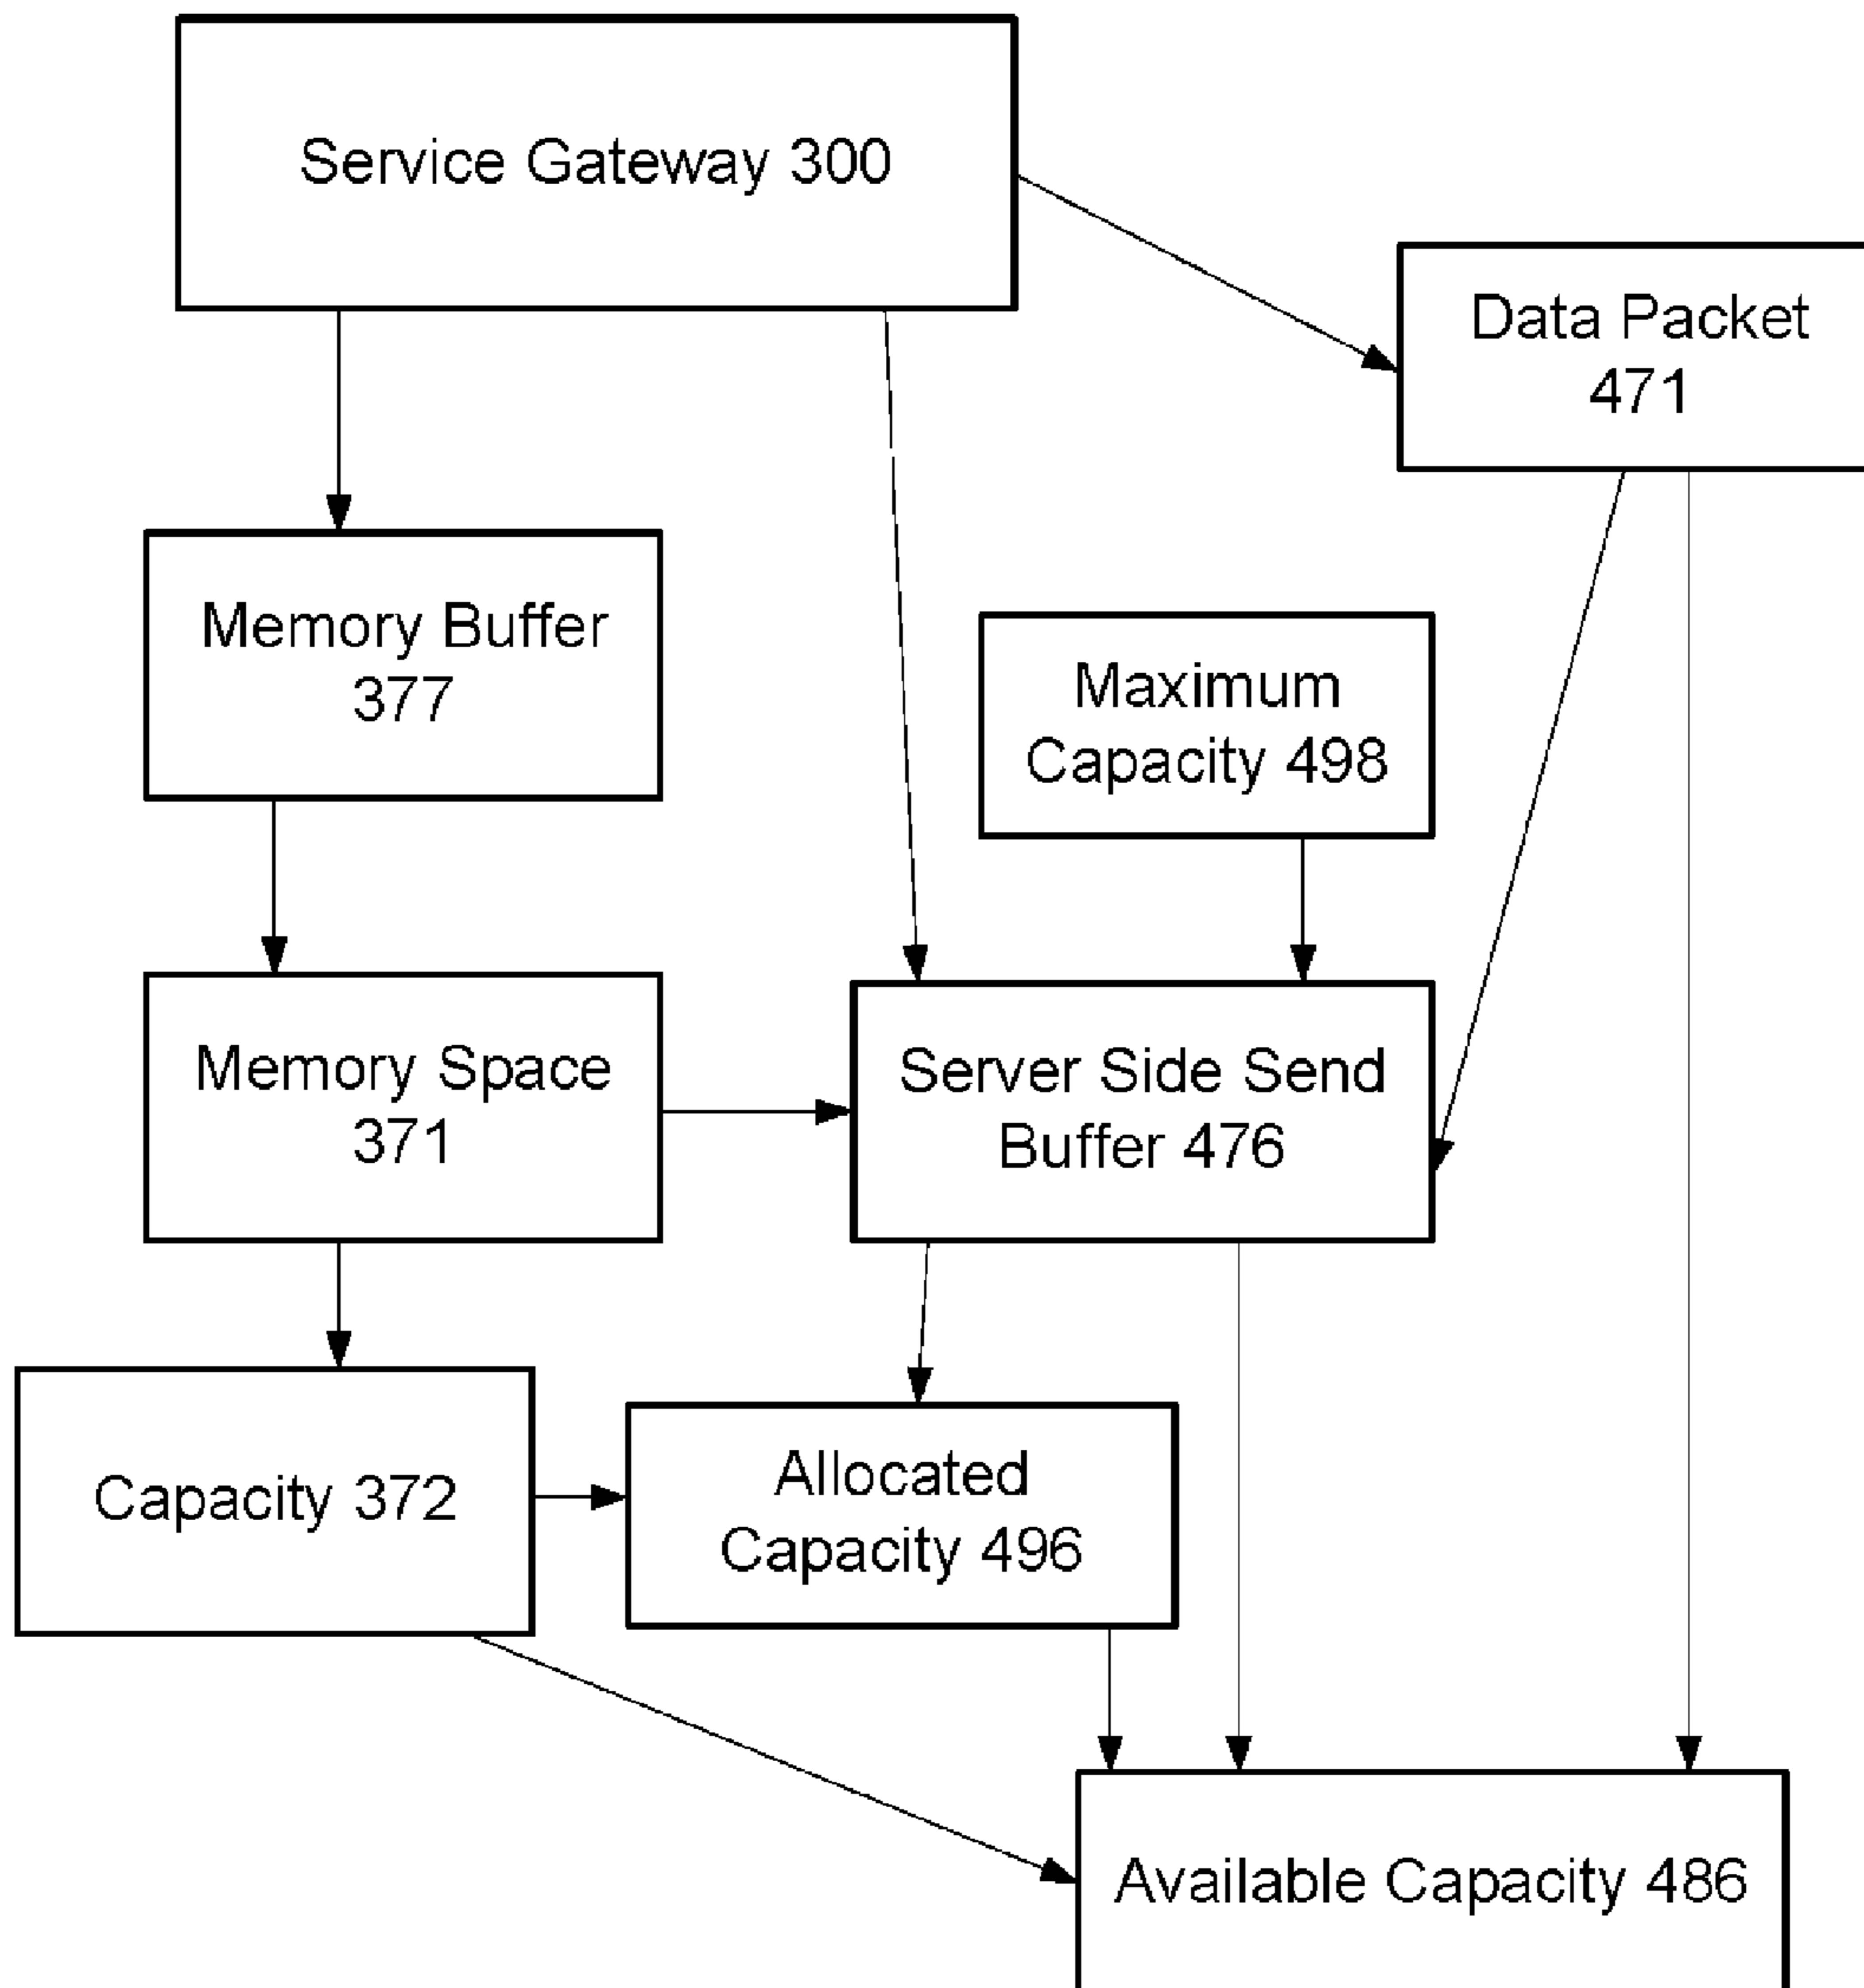 Service Gateway 300
Data Packet
471
Memory Buffer
377
Maximum
Capacity 498
Memory Space
371
Server Side Send
Buffer 476
Capacity 372
Allocated
Capacity 496
Available Capacity 486